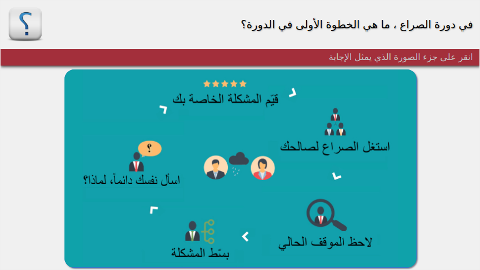 في دورة الصراع ، ما هي الخطوة الأولى في الدورة؟
انقر على جزء الصورة الذي يمثل الإجابة
قيّم المشكلة الخاصة بك
استغل الصراع لصالحك
اسأل نفسك دائماً، لماذا؟
لاحظ الموقف الحالي
بسّط المشكلة